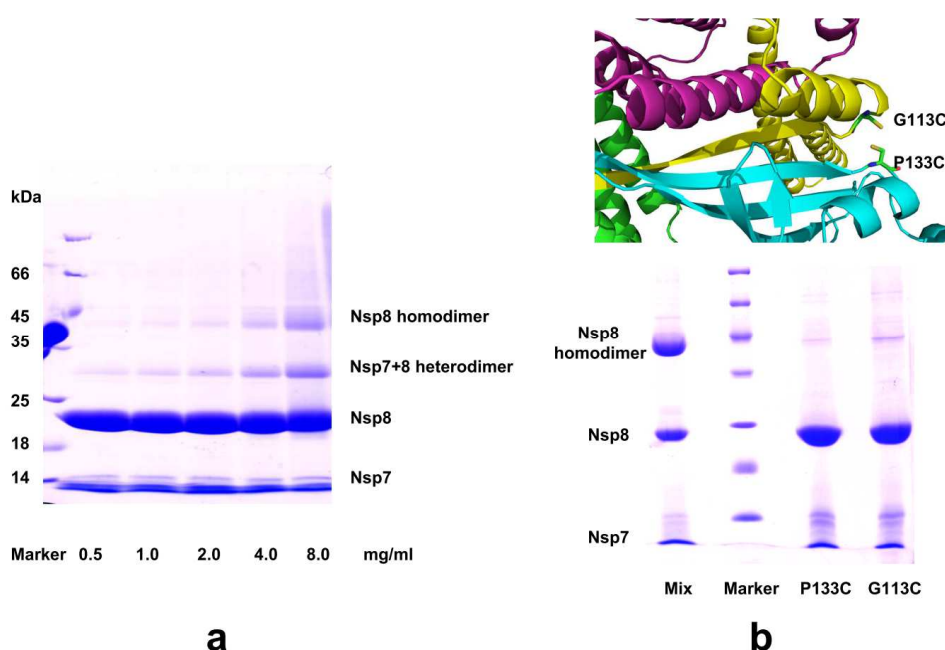 kDa
66
45
35
25
18
14
Nsp8 homodimer
Nsp7+8 heterodimer
Nsp8
Nsp7
Marker 0.5 1.0 2.0 4.0 8.0 mg/ml
a
G113C
P133C
Nsp8
homodimer
Nsp8
Nsp7
Mix Marker P133C G113C
b